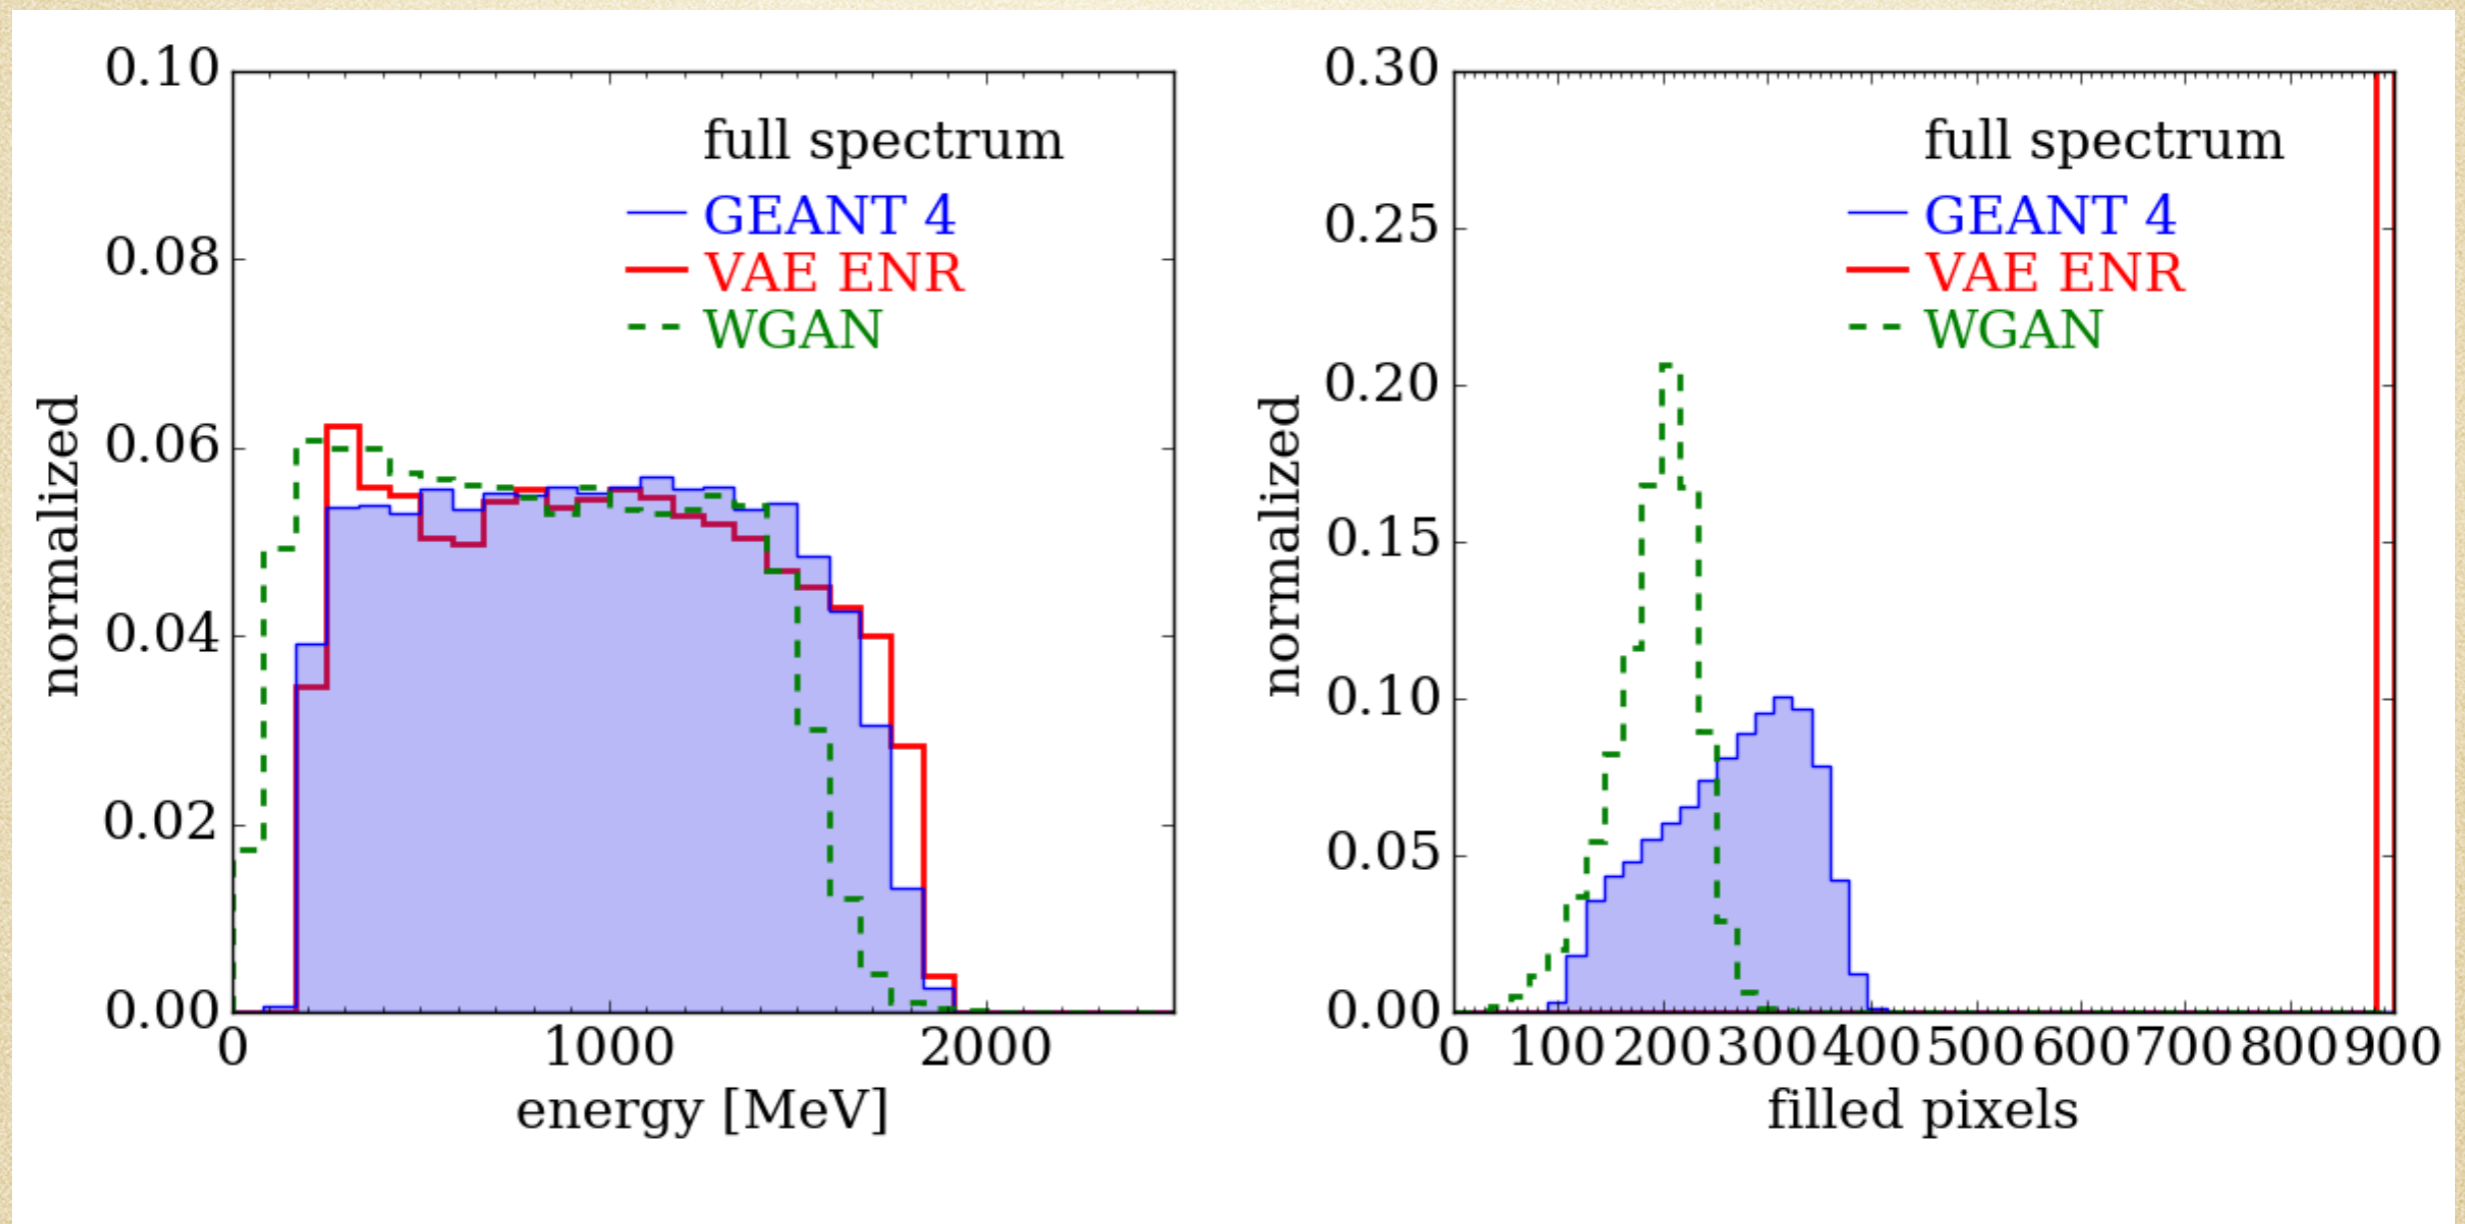 0.10
0.08
0.06
0.04
0.02
0.00
normalized
full spectrum
GEANT 4
VAE ENR
WGAN
0 1000 2000
energy [MeV]
0.30
0.25
0.20
0.15
0.10
0.05
0.00
normalized
full spectrum
GEANT 4
VAE ENR
WGAN
0 100 200 300 400 500 600 700 800 900
filled pixels